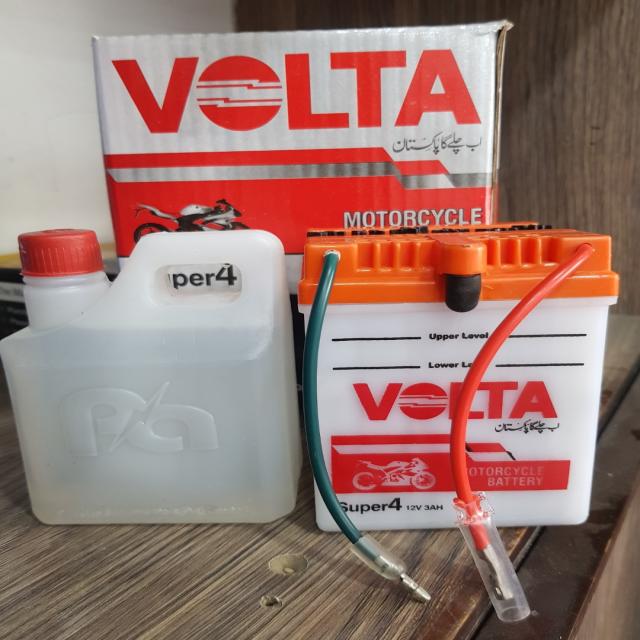 VOLTA
اب چلے گا پاکستان
MOTORCYCLE
per4
Upper Level
Lower Le
VOLTA
اب چلے گا پاکستان
MOTORCYCLE
BATTERY
Super4 12V 3AH